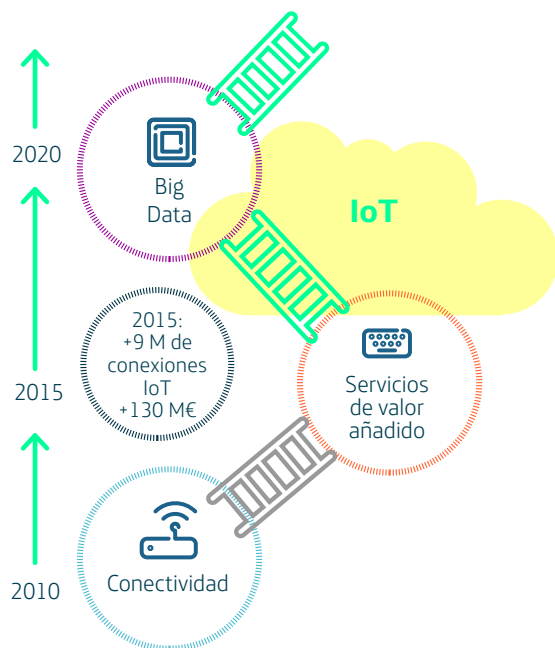 2020
Big
Data
IoT
2015:
+9 M de
conexiones
IoT
+130 M€
2015
Servicios
de valor
añadido
Conectividad
2010